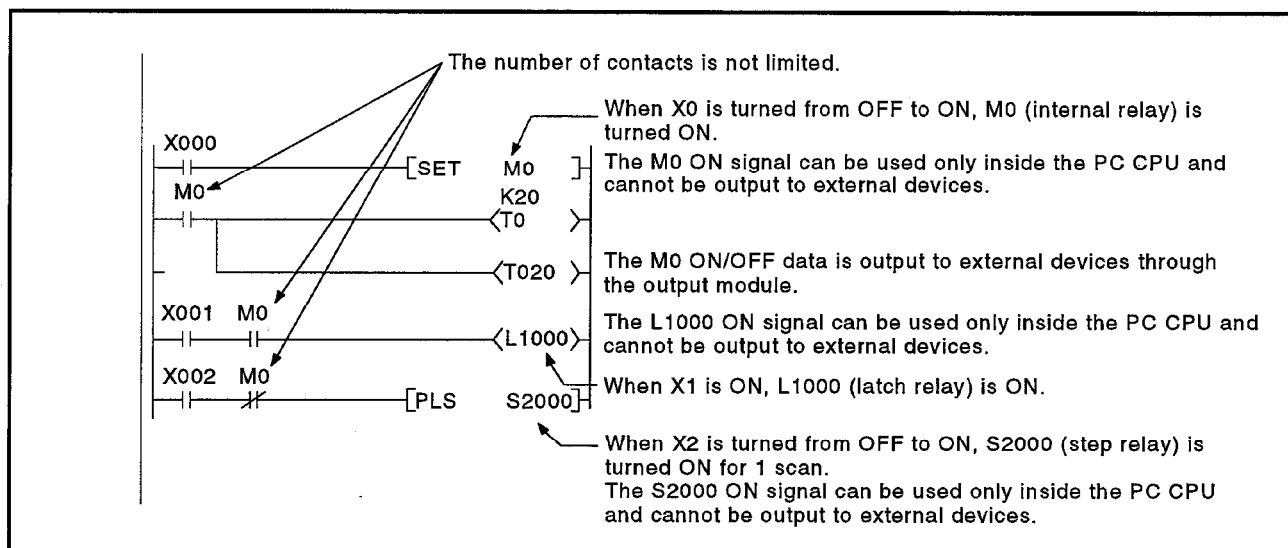 The number of contacts is not limited.
When X0 is turned from OFF to ON, M0 (internal relay) is
turned ON.
X000
[SET M0 ]
The M0 ON signal can be used only inside the PC CPU and
cannot be output to external devices.
M0
K20
<T0 >
<T020 >
The M0 ON/OFF data is output to external devices through
the output module.
X001 M0
<L1000>
The L1000 ON signal can be used only inside the PC CPU and
cannot be output to external devices.
When X1 is ON, L1000 (latch relay) is ON.
X002 M0
[PLS S2000]
When X2 is turned from OFF to ON, S2000 (step relay) is
turned ON for 1 scan.
The S2000 ON signal can be used only inside the PC CPU
and cannot be output to external devices.